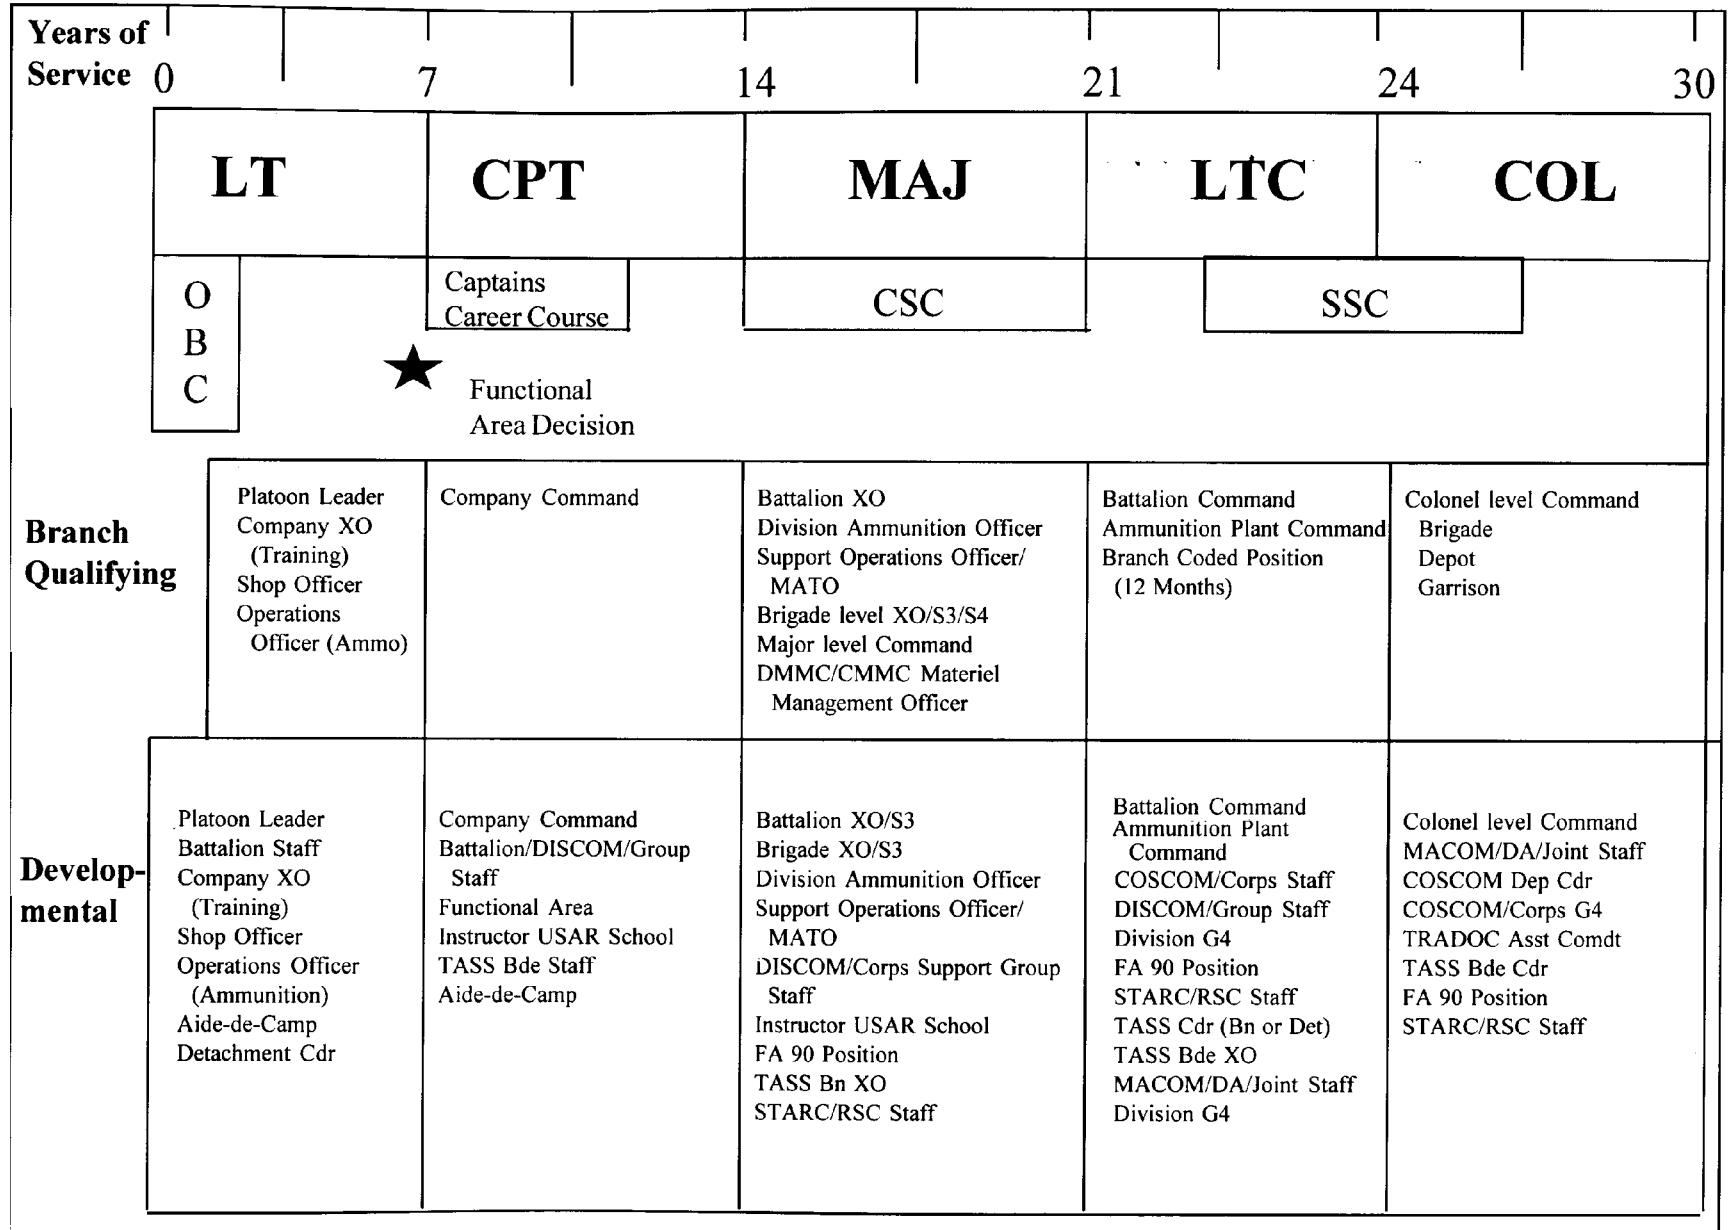 Years of
Service 0 7 14 21 24 30
LT CPT MAJ LTC COL
O
B
C
Captains
Career Course
CSC
SSC
Functional
Area Decision
Branch
Qualifying
Platoon Leader
Company XO
(Training)
Shop Officer
Operations
Officer (Ammo)
Company Command
Battalion XO
Division Ammunition Officer
Support Operations Officer/
MATO
Brigade level XO/S3/S4
Major level Command
DMMC/CMMC Materiel
Management Officer
Battalion Command
Ammunition Plant Command
Branch Coded Position
(12 Months)
Colonel level Command
Brigade
Depot
Garrison
Develop-
mental
Platoon Leader
Battalion Staff
Company XO
(Training)
Shop Officer
Operations Officer
(Ammunition)
Aide-de-Camp
Detachment Cdr
Company Command
Battalion/DISCOM/Group
Staff
Functional Area
Instructor USAR School
TASS Bde Staff
Aide-de-Camp
Battalion XO/S3
Brigade XO/S3
Division Ammunition Officer
Support Operations Officer/
MATO
DISCOM/Corps Support Group
Staff
Instructor USAR School
FA 90 Position
TASS Bn XO
STARC/RSC Staff
Battalion Command
Ammunition Plant
Command
COSCOM/Corps Staff
DISCOM/Group Staff
Division G4
FA 90 Position
STARC/RSC Staff
TASS Cdr (Bn or Det)
TASS Bde XO
MACOM/DA/Joint Staff
Division G4
Colonel level Command
MACOM/DA/Joint Staff
COSCOM Dep Cdr
COSCOM/Corps G4
TRADOC Asst Comdt
TASS Bde Cdr
FA 90 Position
STARC/RSC Staff